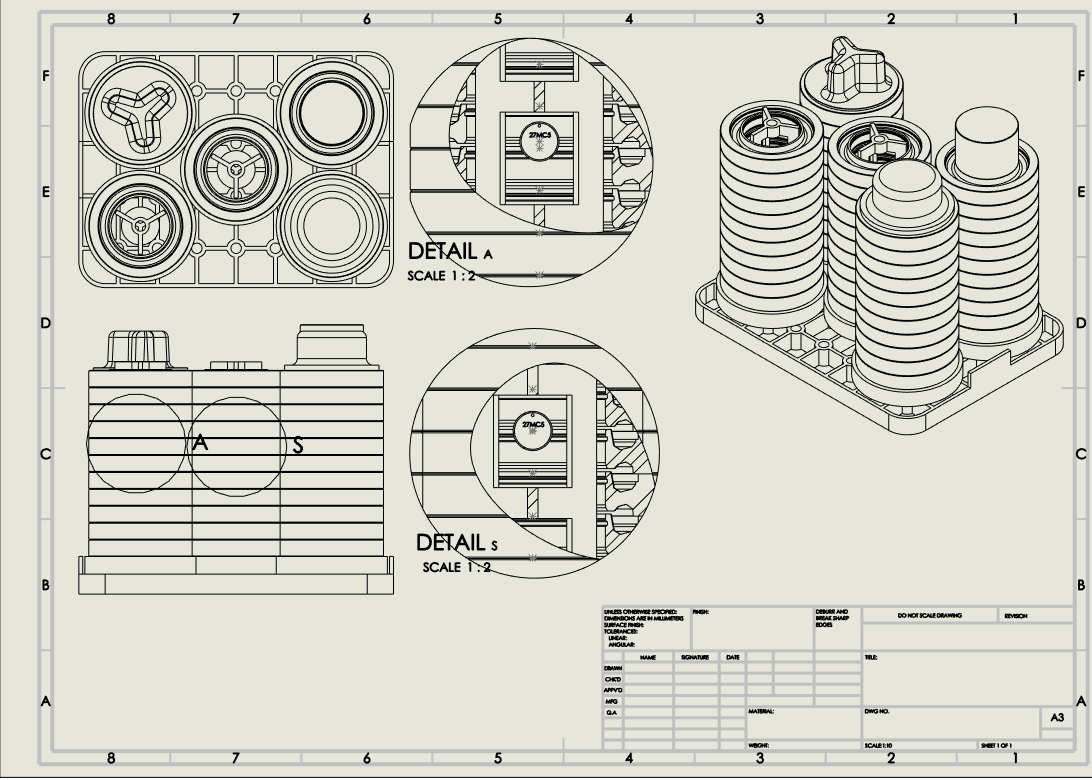 8 7 6 5 4 3 2 1
F F
E E
D D
C C
B B
A A
27MC5
DETAIL A
SCALE 1 : 2
A S
27MC5
DETAIL S
SCALE 1 : 2
UNLESS OTHERWISE SPECIFIED:
DIMENSIONS ARE IN MILLIMETERS
SURFACE FINISH:
TOLERANCES:
LINEAR:
ANGULAR:
FINISH:
DEBURR AND
BREAK SHARP
EDGES
DO NOT SCALE DRAWING
REVISION
NAME SIGNATURE DATE
TITLE:
DRAWN
CHK'D
APPV'D
MFG
Q.A
MATERIAL:
DWG NO.
A3
WEIGHT:
SCALE:1:10
SHEET 1 OF 1
8 7 6 5 4 3 2 1